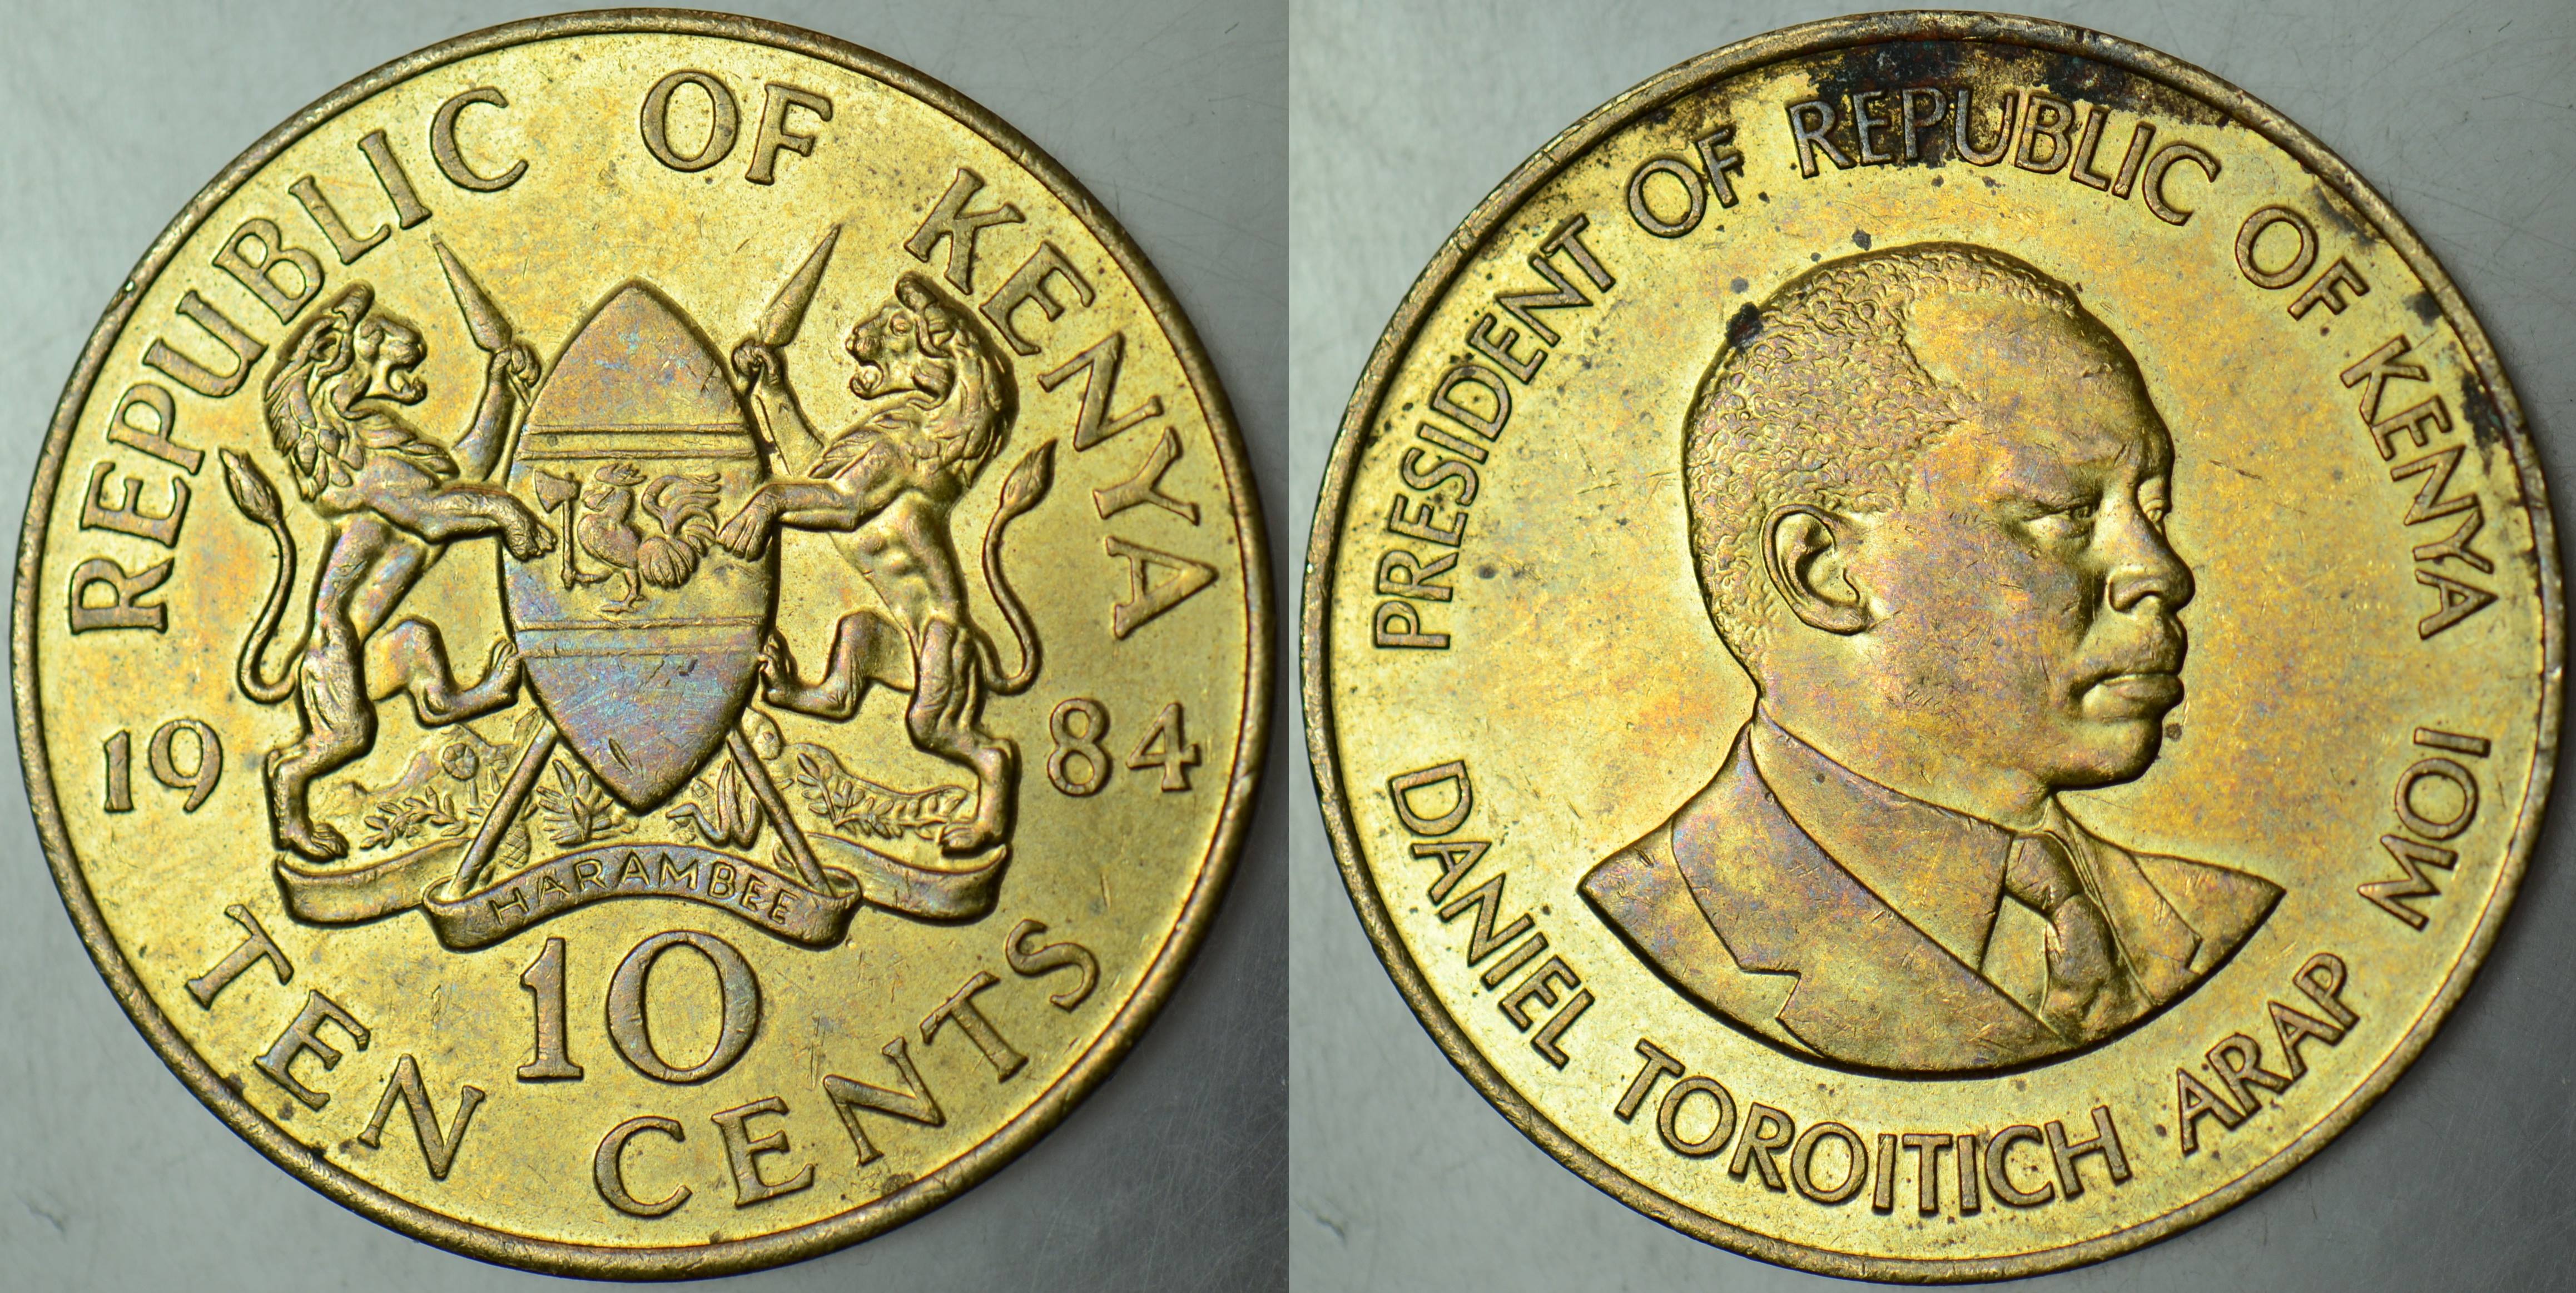 REPUBLIC OF KENYA
19 84
HARAMBEE
10
TEN CENTS
PRESIDENT OF REPUBLIC OF KENYA
DANIEL TOROITICH ARAP MOI